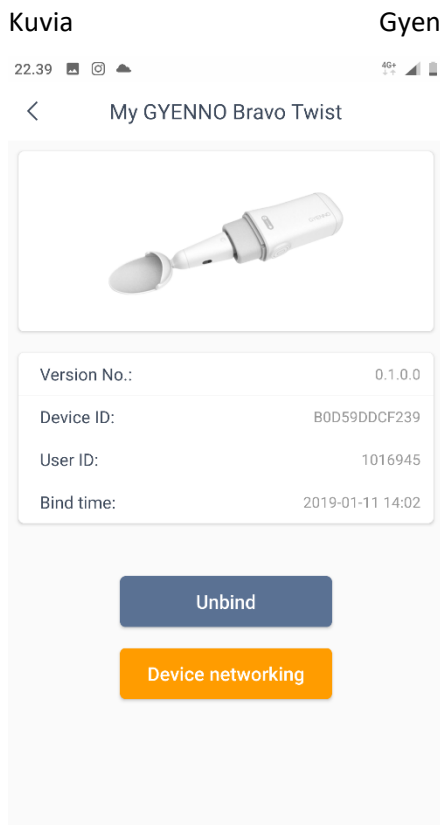 Kuvia Gyen
22.39 4G+
My GYENNO Bravo Twist
Version No.: 0.1.0.0
Device ID: B0D59DDCF239
User ID: 1016945
Bind time: 2019-01-11 14:02
Unbind
Device networking